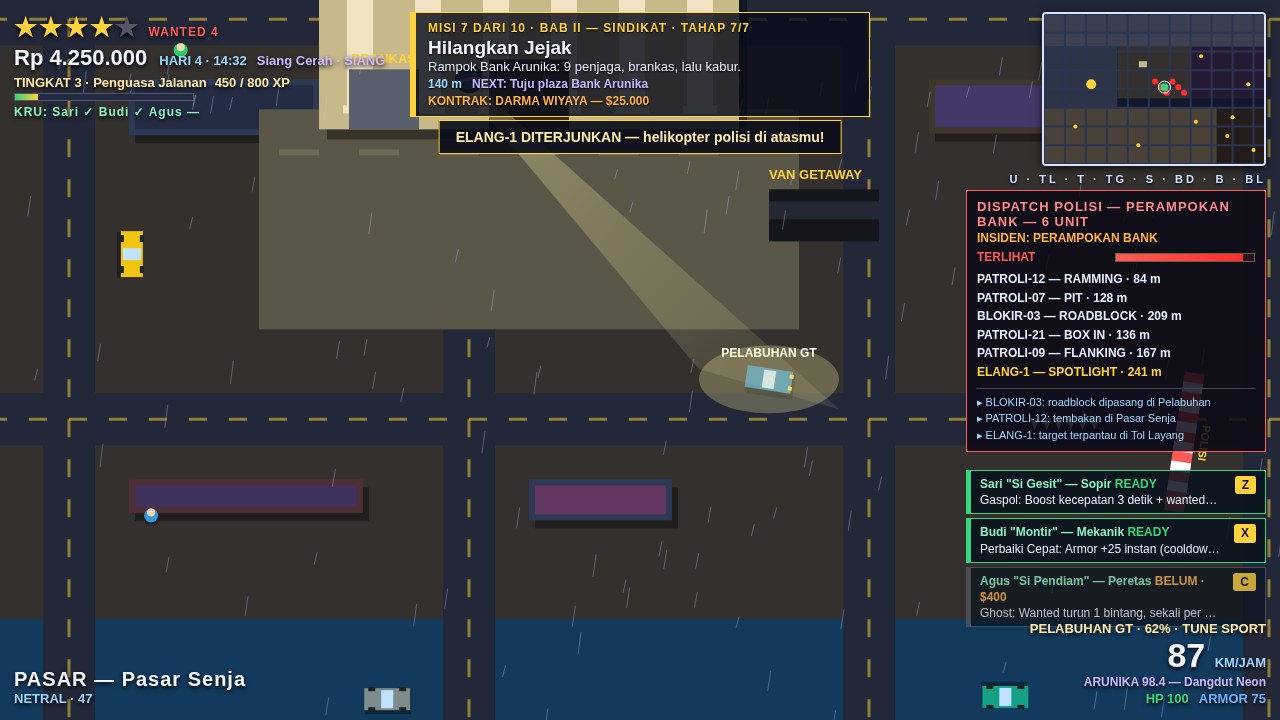 ★★★★★ WANTED 4
Rp 4.250.000 HARI 4 · 14:32 Siang Cerah · SIANG
TINGKAT 3 · Penguasa Jalanan 450 / 800 XP
KRU: Sari ✓ Budi ✓ Agus —
MISI 7 DARI 10 · BAB II — SINDIKAT · TAHAP 7/7
Hilangkan Jejak
Rampok Bank Arunika: 9 penjaga, brankas, lalu kabur.
140 m NEXT: Tuju plaza Bank Arunika
KONTRAK: DARMA WIYAYA — $25.000
ELANG-1 DITERJUNKAN — helikopter polisi di atasmu!
VAN GETAWAY
PELABUHAN GT
U · TL · T · TG · S · BD · B · BL
DISPATCH POLISI — PERAMPOKAN
BANK — 6 UNIT
INSIDEN: PERAMPOKAN BANK
TERLIHAT
PATROLI-12 — RAMMING · 84 m
PATROLI-07 — PIT · 128 m
BLOKIR-03 — ROADBLOCK · 209 m
PATROLI-21 — BOX IN · 136 m
PATROLI-09 — FLANKING · 167 m
ELANG-1 — SPOTLIGHT · 241 m
▸ BLOKIR-03: roadblock dipasang di Pelabuhan
▸ PATROLI-12: tembakan di Pasar Senja
▸ ELANG-1: target terpantau di Tol Layang
POLISI
Sari "Si Gesit" — Sopir READY Z
Gaspol: Boost kecepatan 3 detik + wanted…
Budi "Montir" — Mekanik READY X
Perbaiki Cepat: Armor +25 instan (cooldow…
Agus "Si Pendiam" — Peretas BELUM · $400 C
Ghost: Wanted turun 1 bintang, sekali per …
PELABUHAN GT · 62% · TUNE SPORT
87 KM/JAM
ARUNIKA 98.4 — Dangdut Neon
HP 100 ARMOR 75
PASAR — Pasar Senja
NETRAL · 47